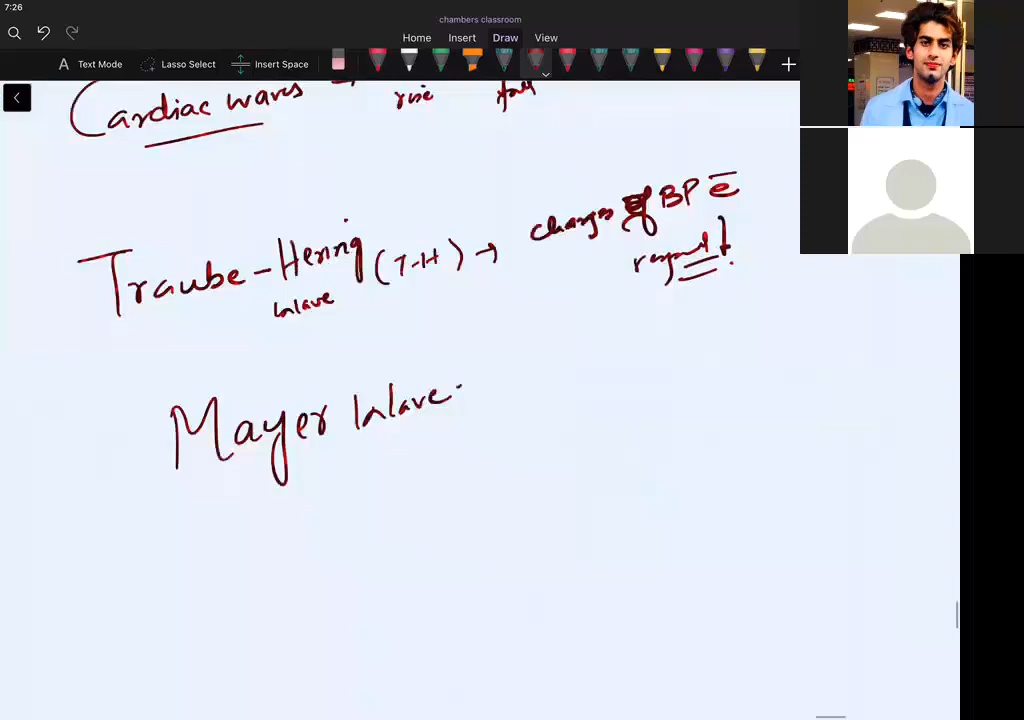 7:26
chambers classroom
Home Insert Draw View
Text Mode Lasso Select Insert Space
Cardiac waves →
rise fall
Traube-Hering (T-H) → changes of BP ē
Wave
Mayer Wave